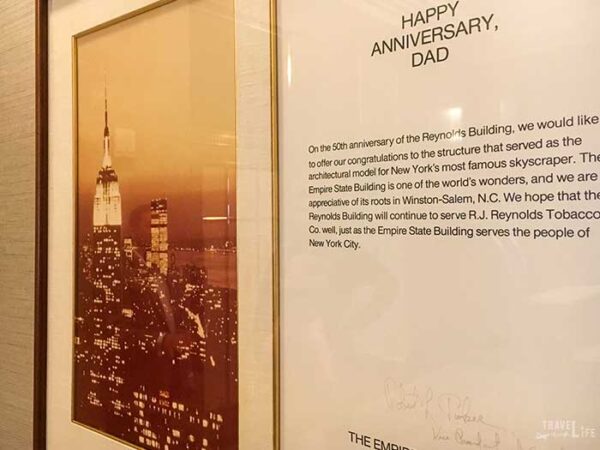 HAPPY
ANNIVERSARY,
DAD
On the 50th anniversary of the Reynolds Building, we would like
to offer our congratulations to the structure that served as the
architectural model for New York's most famous skyscraper. The
Empire State Building is one of the world's wonders, and we are
appreciative of its roots in Winston-Salem, N.C. We hope that the
Reynolds Building will continue to serve R.J. Reynolds Tobacco
Co. well, just as the Empire State Building serves the people of
New York City.
Vice President
THE EMPI
TRAVEL
LIFE